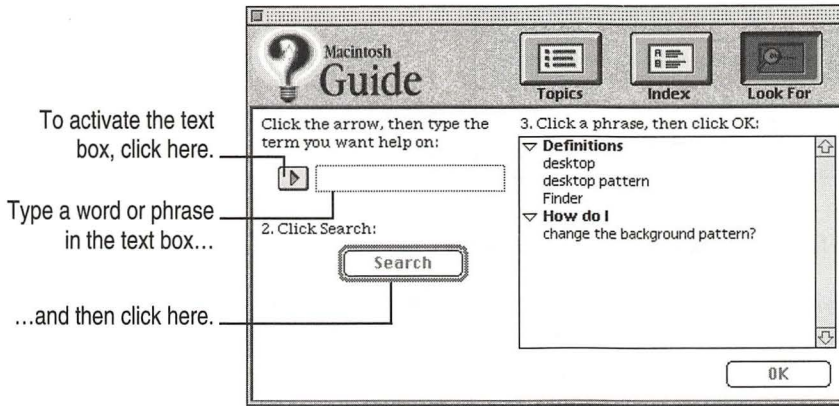 Macintosh
Guide
Topics
Index
Look For
To activate the text
box, click here.
Type a word or phrase
in the text box…
…and then click here.
Click the arrow, then type the
term you want help on:
2. Click Search:
Search
3. Click a phrase, then click OK:
Definitions
desktop
desktop pattern
Finder
How do I
change the background pattern?
OK